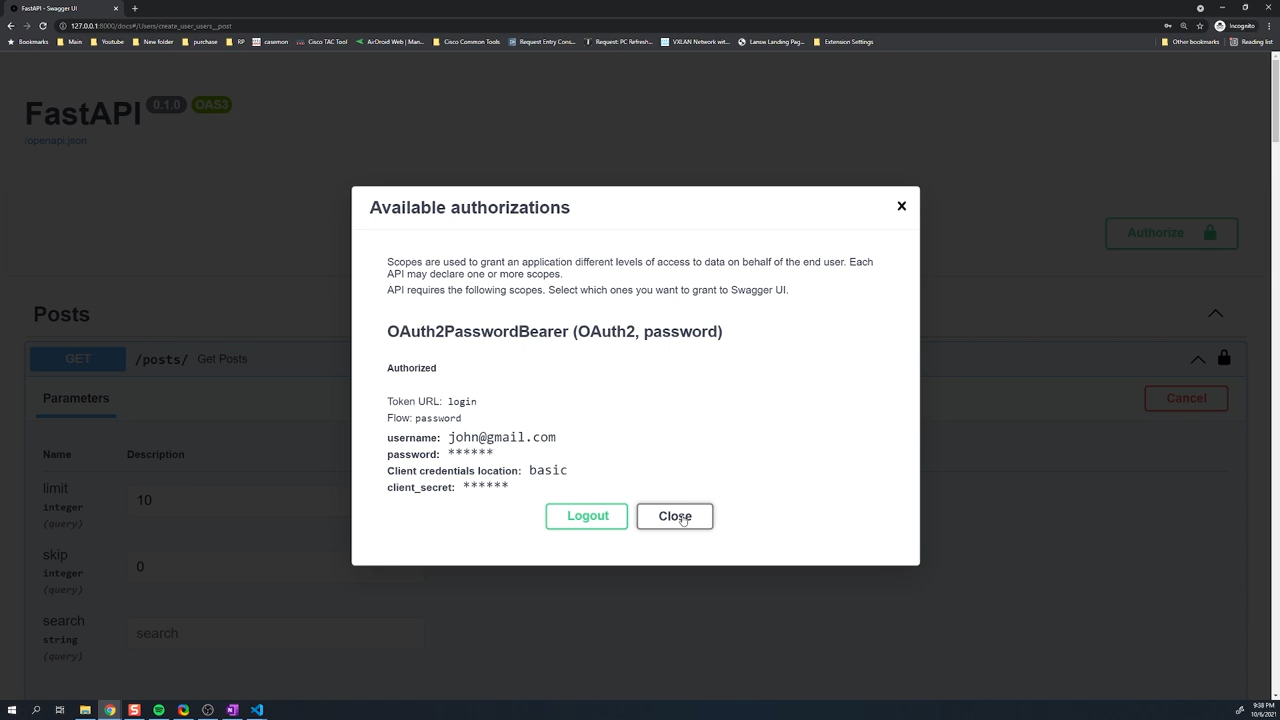 FastAPI - Swagger UI
127.0.0.1:8000/docs#/Users/create_user_users__post
Incognito
Bookmarks Main Youtube New folder purchase RP casemon Cisco TAC Tool AirDroid Web | Man... Cisco Common Tools Request Entry Cons... Request: PC Refresh... VXLAN Network wit... Lansw Landing Pag... Extension Settings Other bookmarks Reading list
FastAPI 0.1.0 OAS3
/openapi.json
Available authorizations
Authorize
Scopes are used to grant an application different levels of access to data on behalf of the end user. Each
API may declare one or more scopes.
API requires the following scopes. Select which ones you want to grant to Swagger UI.
Posts
OAuth2PasswordBearer (OAuth2, password)
GET /posts/ Get Posts
Authorized
Parameters
Cancel
Token URL: login
Flow: password
username: john@gmail.com
password: ******
Client credentials location: basic
client_secret: ******
Name Description
limit
integer
(query)
10
Logout Close
skip
integer
(query)
0
search
string
(query)
search
9:38 PM
10/6/2021